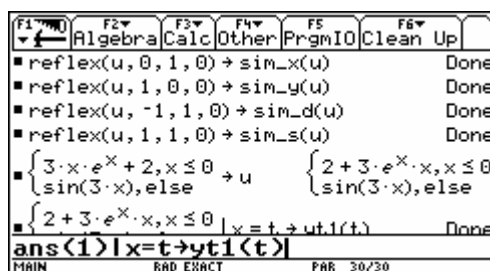 F1 F2▾ F3▾ F4▾ F5 F6▾
Algebra Calc Other PrgmIO Clean Up
▪ reflex(u, 0, 1, 0) → sim_x(u) Done
▪ reflex(u, 1, 0, 0) → sim_y(u) Done
▪ reflex(u, -1, 1, 0) → sim_d(u) Done
▪ reflex(u, 1, 1, 0) → sim_s(u) Done
▪ {3·x·e^x + 2, x ≤ 0 → u {2 + 3·e^x·x, x ≤ 0
sin(3·x), else sin(3·x), else
▪ {2 + 3·e^x·x, x ≤ 0 | x = t → yt1(t) Done
ans(1)|x=t→yt1(t)
MAIN RAD EXACT PAR 30/30